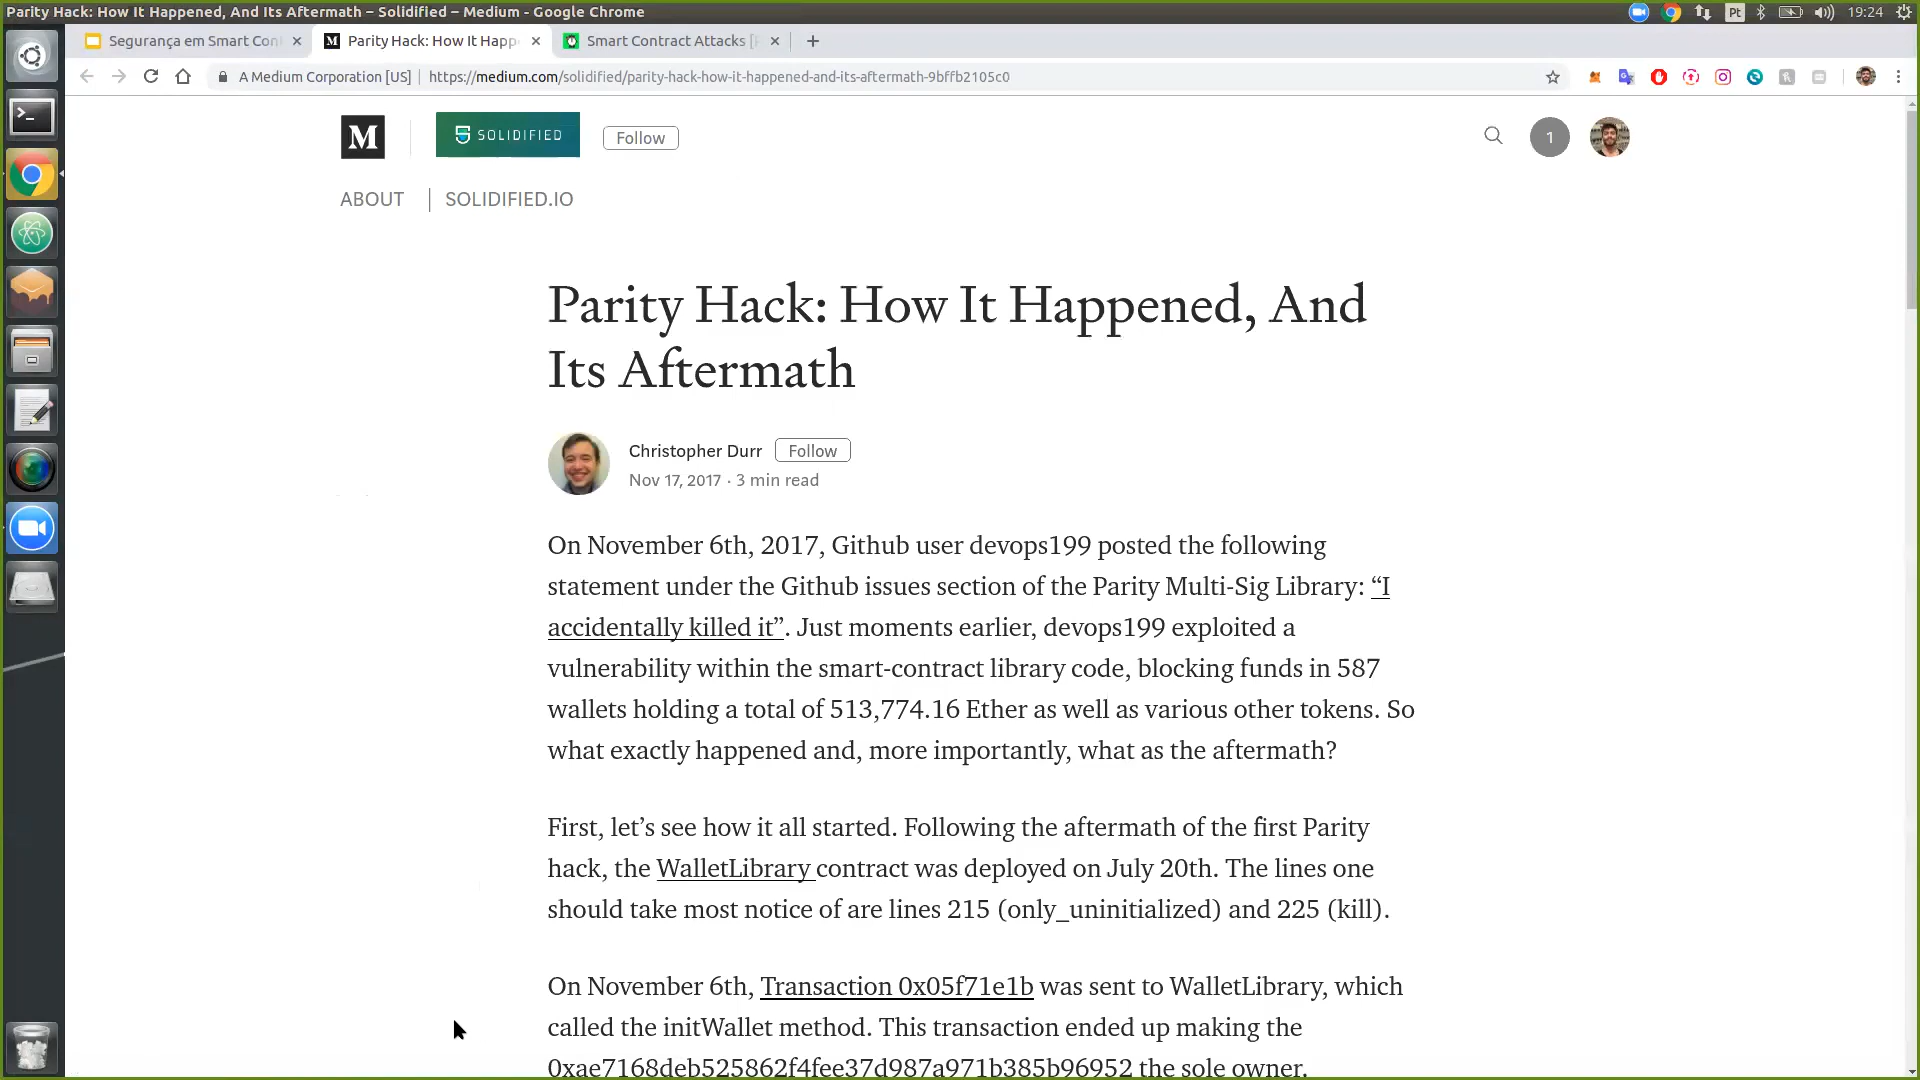 Parity Hack: How It Happened, And Its Aftermath – Solidified – Medium - Google Chrome
Pt
19:24
Segurança em Smart Con
Parity Hack: How It Happ
Smart Contract Attacks [
A Medium Corporation [US]
https://medium.com/solidified/parity-hack-how-it-happened-and-its-aftermath-9bffb2105c0
M
SOLIDIFIED
Follow
1
ABOUT
SOLIDIFIED.IO
Parity Hack: How It Happened, And
Its Aftermath
Christopher Durr
Follow
Nov 17, 2017 · 3 min read
On November 6th, 2017, Github user devops199 posted the following
statement under the Github issues section of the Parity Multi-Sig Library: “I
accidentally killed it”. Just moments earlier, devops199 exploited a
vulnerability within the smart-contract library code, blocking funds in 587
wallets holding a total of 513,774.16 Ether as well as various other tokens. So
what exactly happened and, more importantly, what as the aftermath?
First, let’s see how it all started. Following the aftermath of the first Parity
hack, the WalletLibrary contract was deployed on July 20th. The lines one
should take most notice of are lines 215 (only_uninitialized) and 225 (kill).
On November 6th, Transaction 0x05f71e1b was sent to WalletLibrary, which
called the initWallet method. This transaction ended up making the
0xae7168deb525862f4fee37d987a971b385b96952 the sole owner.